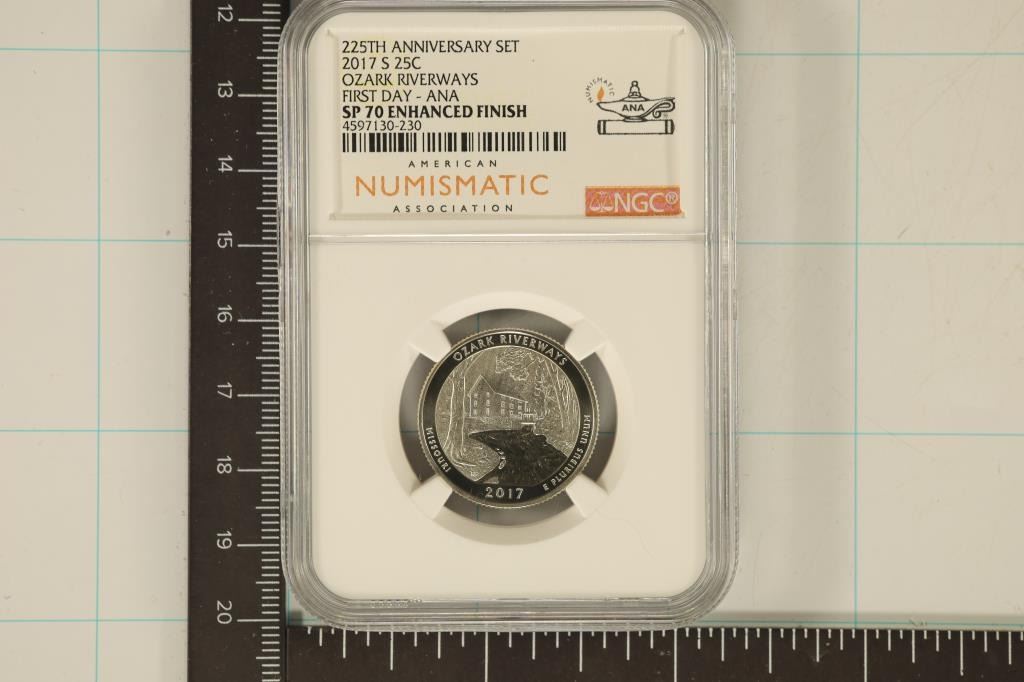 225TH ANNIVERSARY SET
2017 S 25C
OZARK RIVERWAYS
FIRST DAY - ANA
SP 70 ENHANCED FINISH
4597130-230
NUMISMATIC
ANA
AMERICAN
NUMISMATIC
ASSOCIATION
NGC®
OZARK RIVERWAYS
MISSOURI
2017
E PLURIBUS UNUM
12
13
14
15
16
17
18
19
20